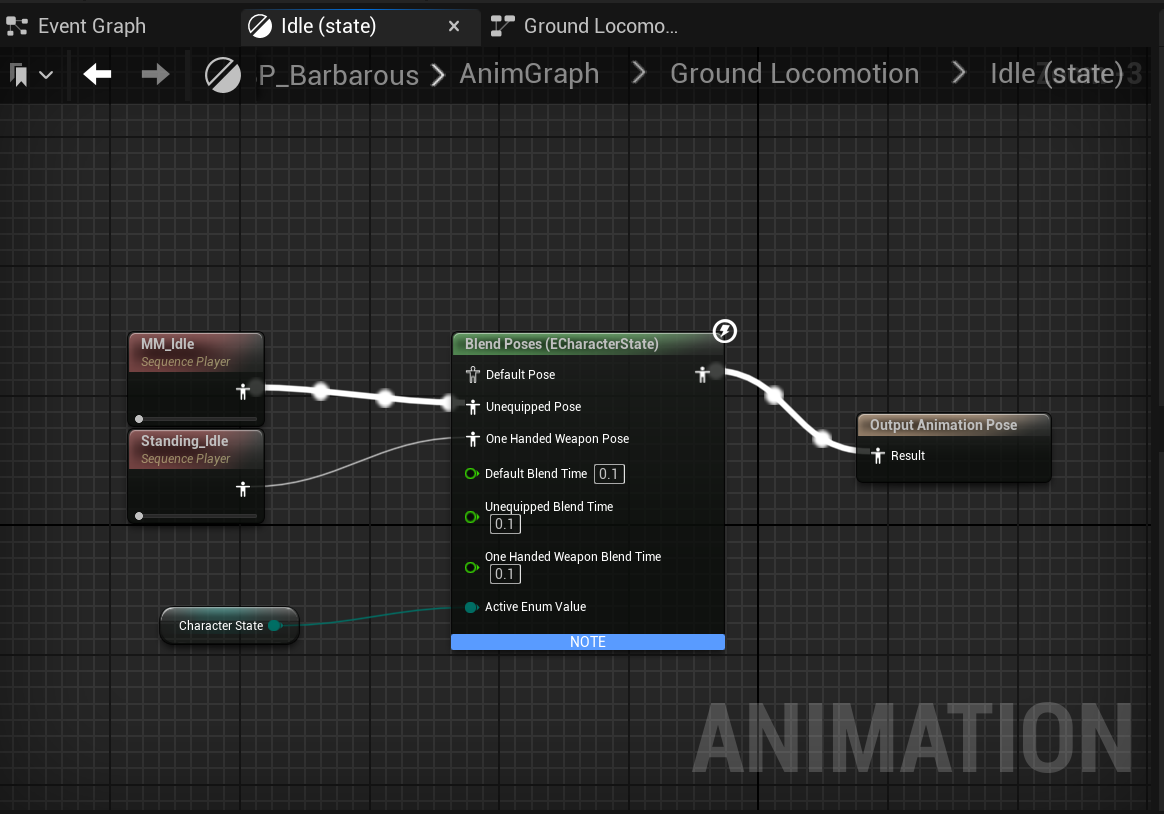 Event Graph
Idle (state)
Ground Locomo...
P_Barbarous > AnimGraph > Ground Locomotion > Idle (state)
MM_Idle
Sequence Player
Standing_Idle
Sequence Player
Character State
Blend Poses (ECharacterState)
Default Pose
Unequipped Pose
One Handed Weapon Pose
Default Blend Time 0.1
Unequipped Blend Time
0.1
One Handed Weapon Blend Time
0.1
Active Enum Value
NOTE
Output Animation Pose
Result
ANIMATION